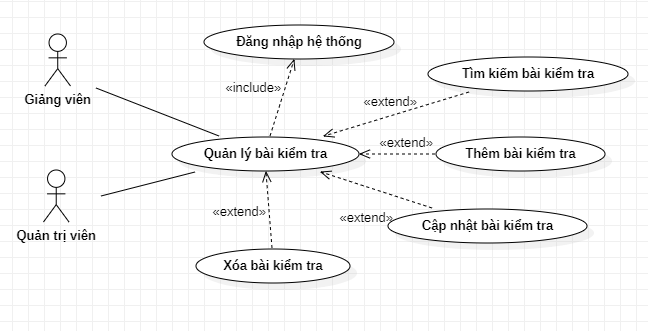 Đăng nhập hệ thống
Tìm kiếm bài kiểm tra
Giảng viên
«include»
«extend»
«extend»
Quản lý bài kiểm tra
Thêm bài kiểm tra
Quản trị viên
«extend»
«extend»
Cập nhật bài kiểm tra
Xóa bài kiểm tra